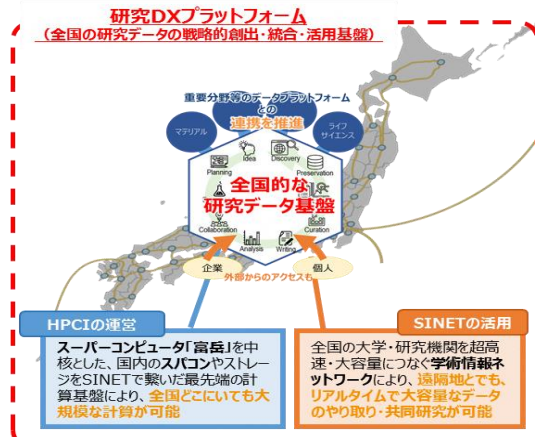 研究DXプラットフォーム
(全国の研究データの戦略的創出・統合・活用基盤)
重要分野等のデータプラットフォーム
との
連携を推進
マテリアル
ライフ
サイエンス
Idea
Discovery
Planning
Preservation
全国的な
研究データ基盤
Collaboration
Curation
Analysis
Writing
企業
個人
外部からのアクセスも
HPCIの運営
スーパーコンピュータ「富岳」を中
核とした、国内のスパコンやストレー
ジをSINETで繋いだ最先端の計
算基盤により、全国どこにいても大
規模な計算が可能
SINETの活用
全国の大学・研究機関を超高
速・大容量につなぐ学術情報ネ
ットワークにより、遠隔地とでも、
リアルタイムで大容量なデータ
のやり取り・共同研究が可能